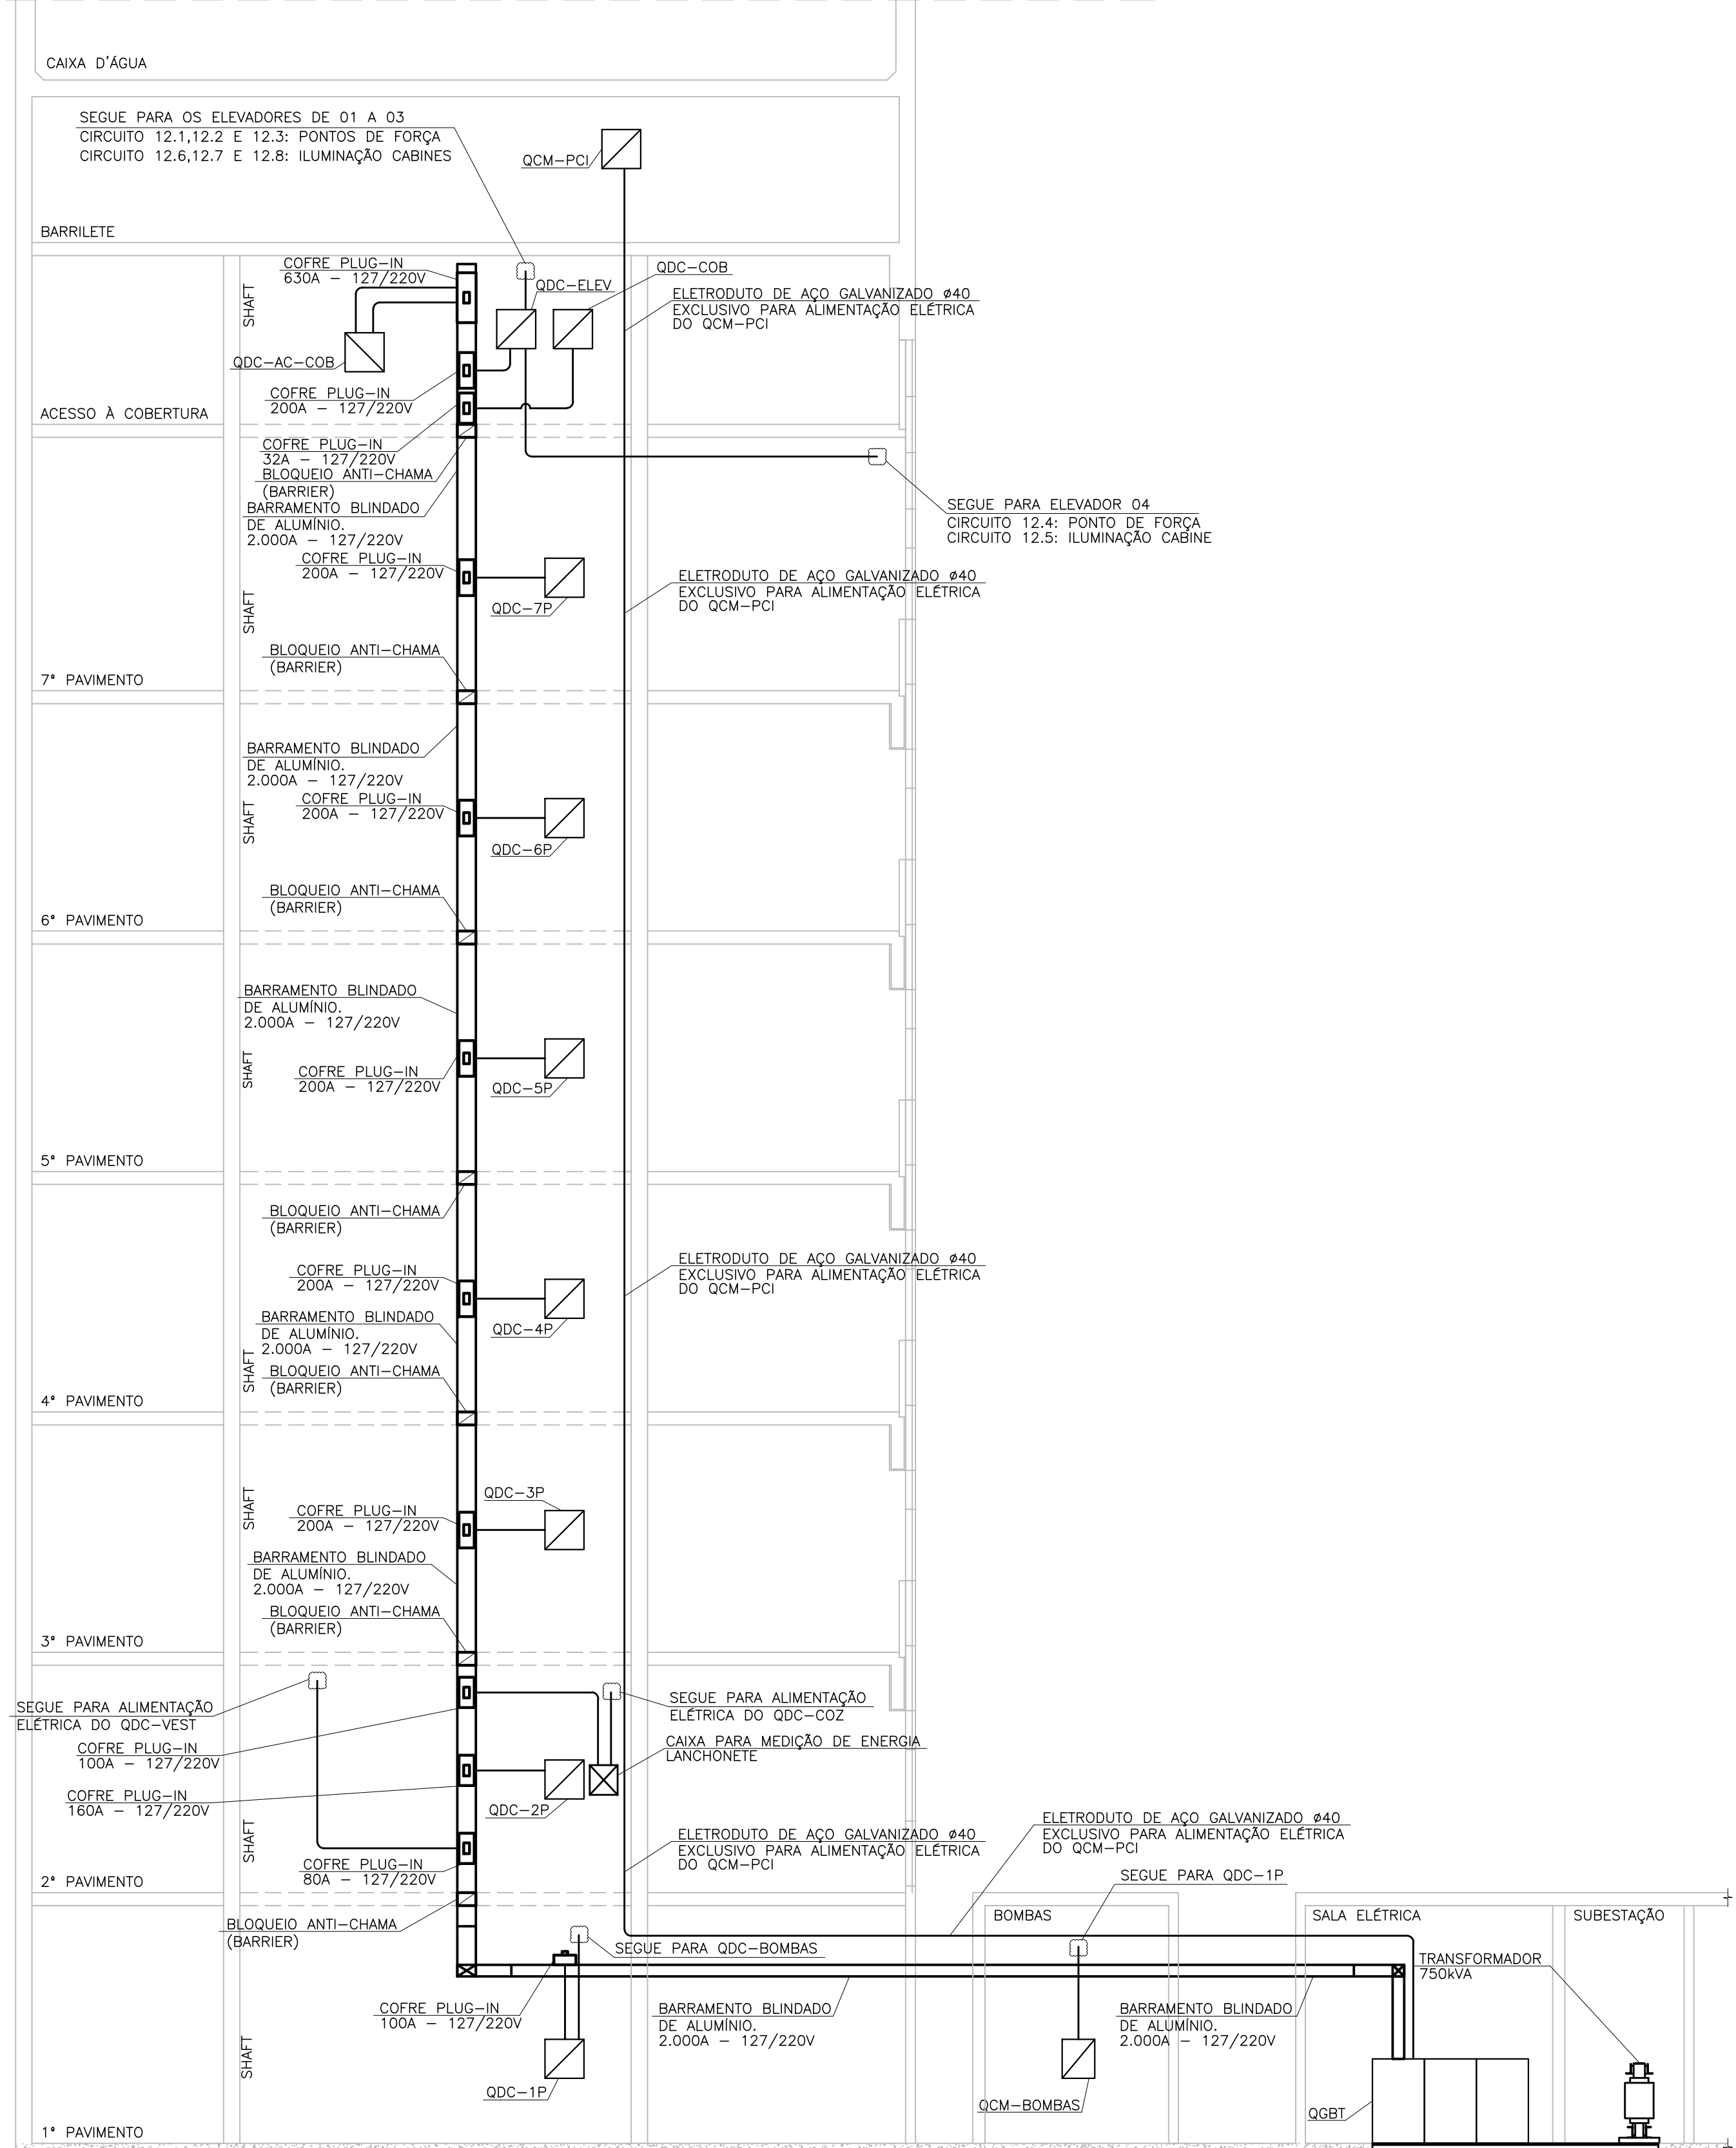 CAIXA D'ÁGUA
SEGUE PARA OS ELEVADORES DE 01 A 03
CIRCUITO 12.1,12.2 E 12.3: PONTOS DE FORÇA
CIRCUITO 12.6,12.7 E 12.8: ILUMINAÇÃO CABINES
QCM-PCI
BARRILETE
COFRE PLUG-IN
630A - 127/220V
SHAFT
QDC-ELEV
QDC-COB
ELETRODUTO DE AÇO GALVANIZADO ø40
EXCLUSIVO PARA ALIMENTAÇÃO ELÉTRICA
DO QCM-PCI
QDC-AC-COB
COFRE PLUG-IN
200A - 127/220V
ACESSO À COBERTURA
COFRE PLUG-IN
32A - 127/220V
BLOQUEIO ANTI-CHAMA
(BARRIER)
BARRAMENTO BLINDADO
DE ALUMÍNIO.
2.000A - 127/220V
SEGUE PARA ELEVADOR 04
CIRCUITO 12.4: PONTO DE FORÇA
CIRCUITO 12.5: ILUMINAÇÃO CABINE
COFRE PLUG-IN
200A - 127/220V
QDC-7P
SHAFT
ELETRODUTO DE AÇO GALVANIZADO ø40
EXCLUSIVO PARA ALIMENTAÇÃO ELÉTRICA
DO QCM-PCI
BLOQUEIO ANTI-CHAMA
(BARRIER)
7º PAVIMENTO
BARRAMENTO BLINDADO
DE ALUMÍNIO.
2.000A - 127/220V
COFRE PLUG-IN
200A - 127/220V
SHAFT
QDC-6P
BLOQUEIO ANTI-CHAMA
(BARRIER)
6º PAVIMENTO
BARRAMENTO BLINDADO
DE ALUMÍNIO.
2.000A - 127/220V
SHAFT
COFRE PLUG-IN
200A - 127/220V
QDC-5P
5º PAVIMENTO
BLOQUEIO ANTI-CHAMA
(BARRIER)
COFRE PLUG-IN
200A - 127/220V
ELETRODUTO DE AÇO GALVANIZADO ø40
EXCLUSIVO PARA ALIMENTAÇÃO ELÉTRICA
DO QCM-PCI
QDC-4P
BARRAMENTO BLINDADO
DE ALUMÍNIO.
2.000A - 127/220V
SHAFT
BLOQUEIO ANTI-CHAMA
(BARRIER)
4º PAVIMENTO
QDC-3P
SHAFT
COFRE PLUG-IN
200A - 127/220V
BARRAMENTO BLINDADO
DE ALUMÍNIO.
2.000A - 127/220V
BLOQUEIO ANTI-CHAMA
(BARRIER)
3º PAVIMENTO
SEGUE PARA ALIMENTAÇÃO
ELÉTRICA DO QDC-VEST
SEGUE PARA ALIMENTAÇÃO
ELÉTRICA DO QDC-COZ
COFRE PLUG-IN
100A - 127/220V
CAIXA PARA MEDIÇÃO DE ENERGIA
LANCHONETE
COFRE PLUG-IN
160A - 127/220V
QDC-2P
SHAFT
ELETRODUTO DE AÇO GALVANIZADO ø40
EXCLUSIVO PARA ALIMENTAÇÃO ELÉTRICA
DO QCM-PCI
ELETRODUTO DE AÇO GALVANIZADO ø40
EXCLUSIVO PARA ALIMENTAÇÃO ELÉTRICA
DO QCM-PCI
COFRE PLUG-IN
80A - 127/220V
2º PAVIMENTO
SEGUE PARA QDC-1P
BLOQUEIO ANTI-CHAMA
(BARRIER)
BOMBAS
SALA ELÉTRICA
SUBESTAÇÃO
SEGUE PARA QDC-BOMBAS
TRANSFORMADOR
750kVA
COFRE PLUG-IN
100A - 127/220V
BARRAMENTO BLINDADO
DE ALUMÍNIO.
2.000A - 127/220V
BARRAMENTO BLINDADO
DE ALUMÍNIO.
2.000A - 127/220V
SHAFT
QDC-1P
QCM-BOMBAS
QGBT
1º PAVIMENTO